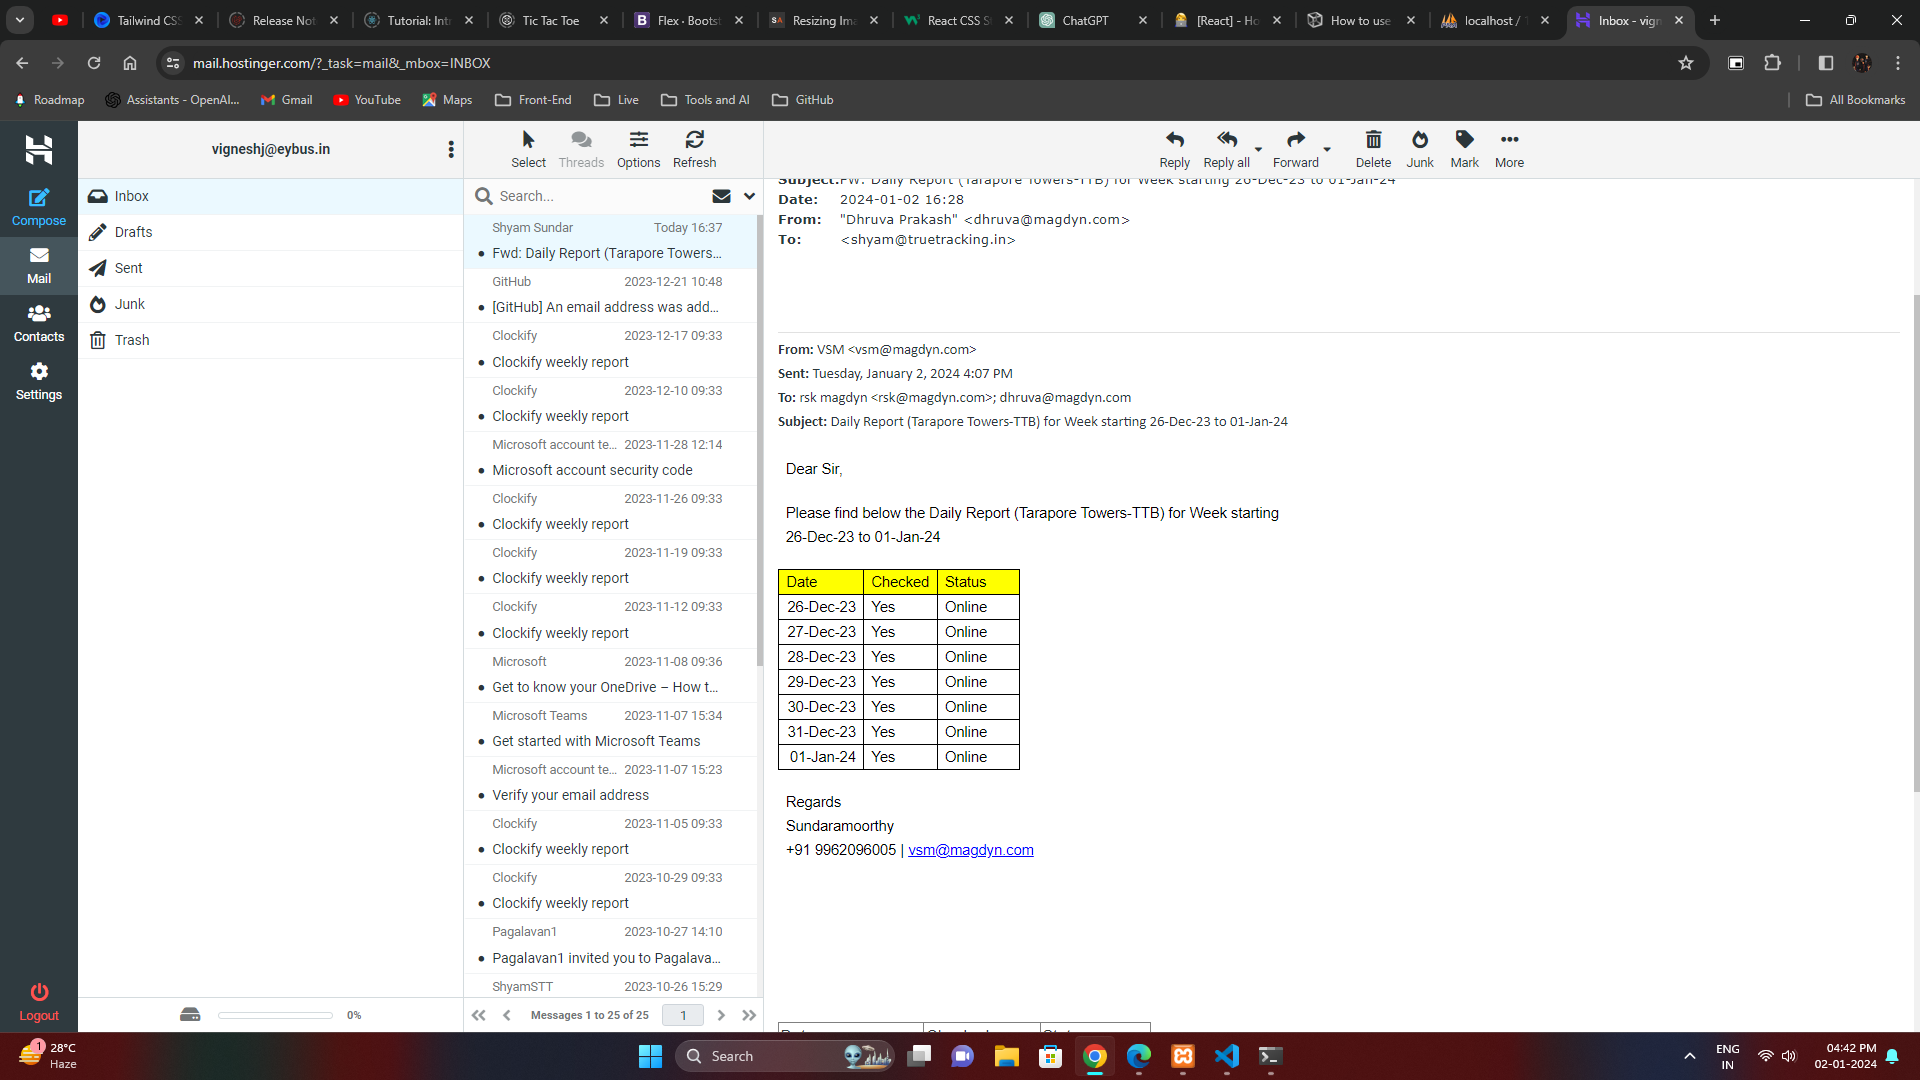 Tailwind CSS
Release Not
Tutorial: Int
Tic Tac Toe
Flex · Bootst
Resizing Ima
React CSS S
ChatGPT
[React] - Ho
How to use
localhost /
Inbox - vign
mail.hostinger.com/?_task=mail&_mbox=INBOX
Roadmap
Assistants - OpenAI...
Gmail
YouTube
Maps
Front-End
Live
Tools and AI
GitHub
All Bookmarks
Compose
Mail
Contacts
Settings
Logout
vigneshj@eybus.in
Inbox
Drafts
Sent
Junk
Trash
0%
Select
Threads
Options
Refresh
Search...
Shyam Sundar Today 16:37
Fwd: Daily Report (Tarapore Towers...
GitHub 2023-12-21 10:48
[GitHub] An email address was add...
Clockify 2023-12-17 09:33
Clockify weekly report
Clockify 2023-12-10 09:33
Clockify weekly report
Microsoft account te... 2023-11-28 12:14
Microsoft account security code
Clockify 2023-11-26 09:33
Clockify weekly report
Clockify 2023-11-19 09:33
Clockify weekly report
Clockify 2023-11-12 09:33
Clockify weekly report
Microsoft 2023-11-08 09:36
Get to know your OneDrive – How t...
Microsoft Teams 2023-11-07 15:34
Get started with Microsoft Teams
Microsoft account te... 2023-11-07 15:23
Verify your email address
Clockify 2023-11-05 09:33
Clockify weekly report
Clockify 2023-10-29 09:33
Clockify weekly report
Pagalavan1 2023-10-27 14:10
Pagalavan1 invited you to Pagalava...
ShyamSTT 2023-10-26 15:29
Messages 1 to 25 of 25
1
Reply
Reply all
Forward
Delete
Junk
Mark
More
Subject: FW: Daily Report (Tarapore Towers-TTB) for Week starting 26-Dec-23 to 01-Jan-24
Date: 2024-01-02 16:28
From: "Dhruva Prakash" <dhruva@magdyn.com>
To: <shyam@truetracking.in>
From: VSM <vsm@magdyn.com>
Sent: Tuesday, January 2, 2024 4:07 PM
To: rsk magdyn <rsk@magdyn.com>; dhruva@magdyn.com
Subject: Daily Report (Tarapore Towers-TTB) for Week starting 26-Dec-23 to 01-Jan-24
Dear Sir,
Please find below the Daily Report (Tarapore Towers-TTB) for Week starting
26-Dec-23 to 01-Jan-24
Date Checked Status
26-Dec-23 Yes Online
27-Dec-23 Yes Online
28-Dec-23 Yes Online
29-Dec-23 Yes Online
30-Dec-23 Yes Online
31-Dec-23 Yes Online
01-Jan-24 Yes Online
Regards
Sundaramoorthy
+91 9962096005 | vsm@magdyn.com
1
28°C
Haze
Search
ENG
IN
04:42 PM
02-01-2024